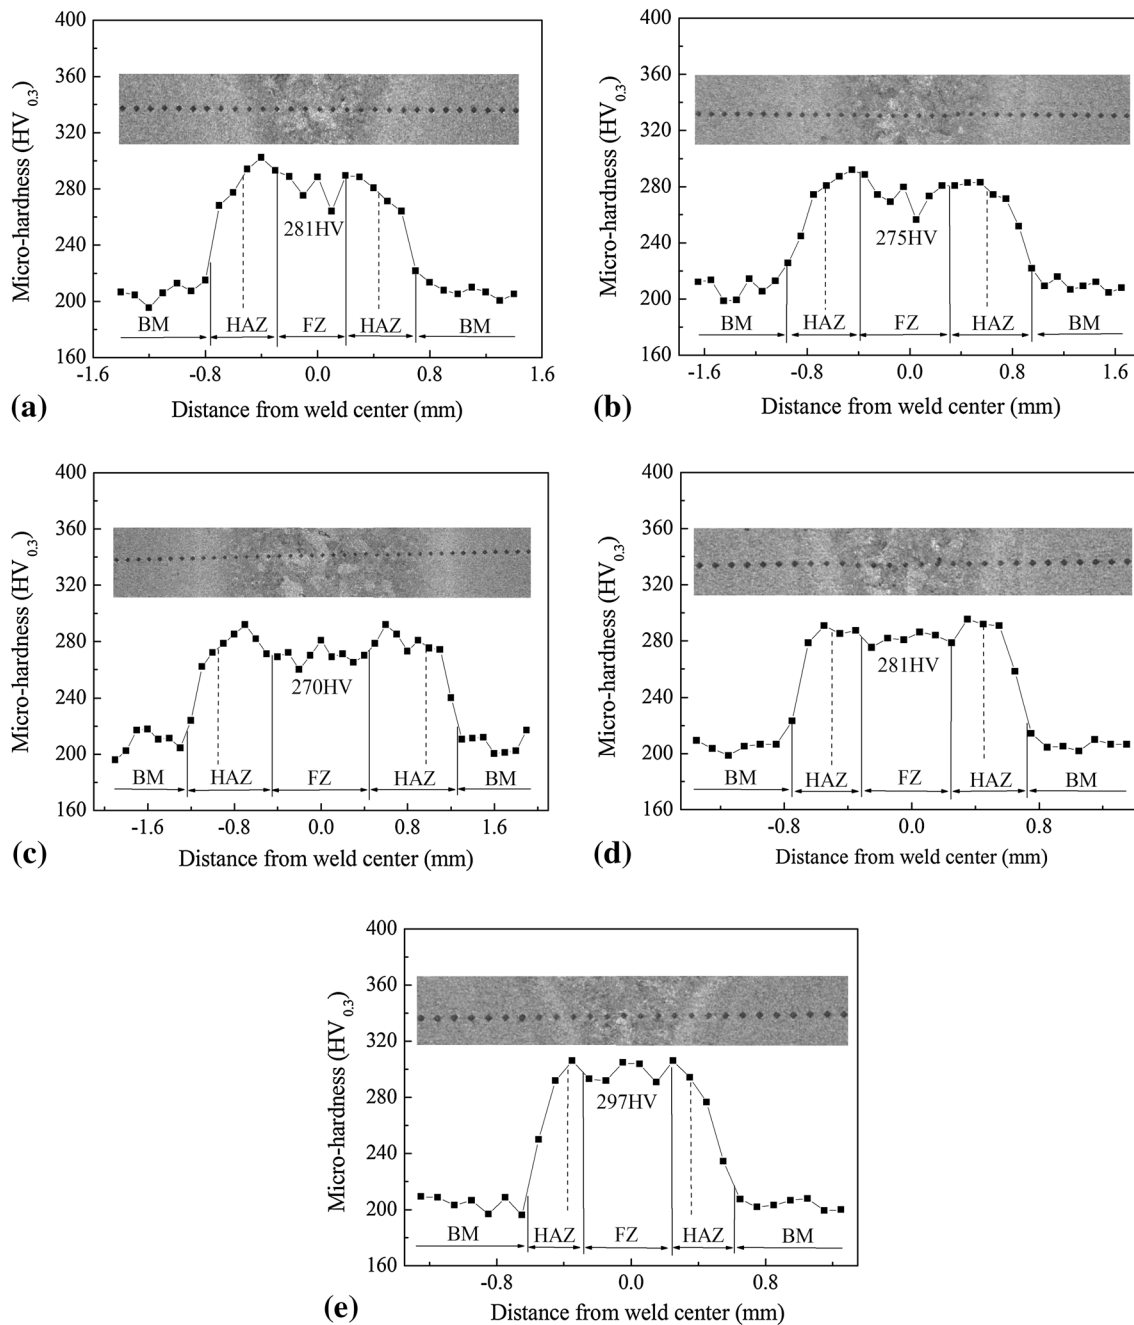 400
360
320
280
240
200
160
Micro-hardness (HV0.3)
281HV
BM HAZ FZ HAZ BM
-1.6 -0.8 0.0 0.8 1.6
(a) Distance from weld center (mm)
400
360
320
280
240
200
160
Micro-hardness (HV0.3)
275HV
BM HAZ FZ HAZ BM
-1.6 -0.8 0.0 0.8 1.6
(b) Distance from weld center (mm)
400
360
320
280
240
200
160
Micro-hardness (HV0.3)
270HV
BM HAZ FZ HAZ BM
-1.6 -0.8 0.0 0.8 1.6
(c) Distance from weld center (mm)
400
360
320
280
240
200
160
Micro-hardness (HV0.3)
281HV
BM HAZ FZ HAZ BM
-0.8 0.0 0.8
(d) Distance from weld center (mm)
400
360
320
280
240
200
160
Micro-hardness (HV0.3)
297HV
BM HAZ FZ HAZ BM
-0.8 0.0 0.8
(e) Distance from weld center (mm)